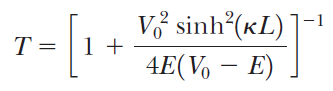 T = [1 + V₀² sinh²(κL) / 4E(V₀ − E)]⁻¹